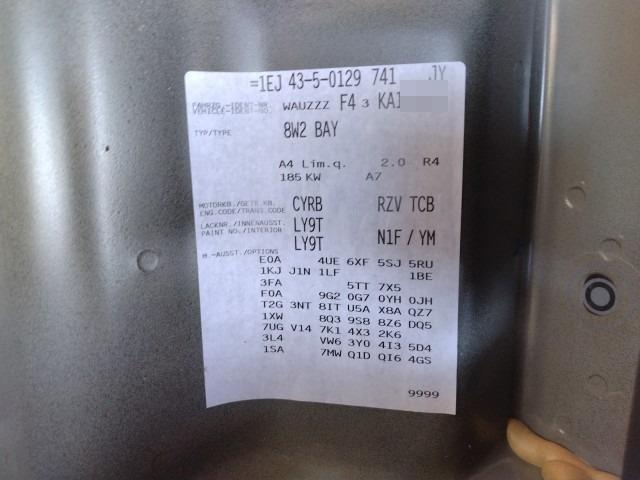 =1EJ 43-5-0129 741 JY
FAHRZG.-IDENT-NR.
VEHICLE-IDENT-NO. WAUZZZ F4 3 KA1
TYP/TYPE 8W2 BAY
A4 Lim.q. 2.0 R4
185 KW A7
MOTORKB./GETR.KB.
ENG.CODE/TRANS.CODE CYRB RZV TCB
LACKNR./INNENAUSST. LY9T
PAINT NO./INTERIOR LY9T N1F / YM
M.-AUSST./OPTIONS
E0A 4UE 6XF 5SJ 5RU
1KJ J1N 1LF 1BE
3FA 5TT 7X5
F0A 9G2 0G7 0YH 0JH
T2G 3NT 8IT U5A X8A QZ7
1XW 8Q3 9S8 8Z6 DQ5
7UG V14 7K1 4X3 2K6
3L4 VW6 3Y0 4I3 5D4
1SA 7MW Q1D QI6 4GS
9999